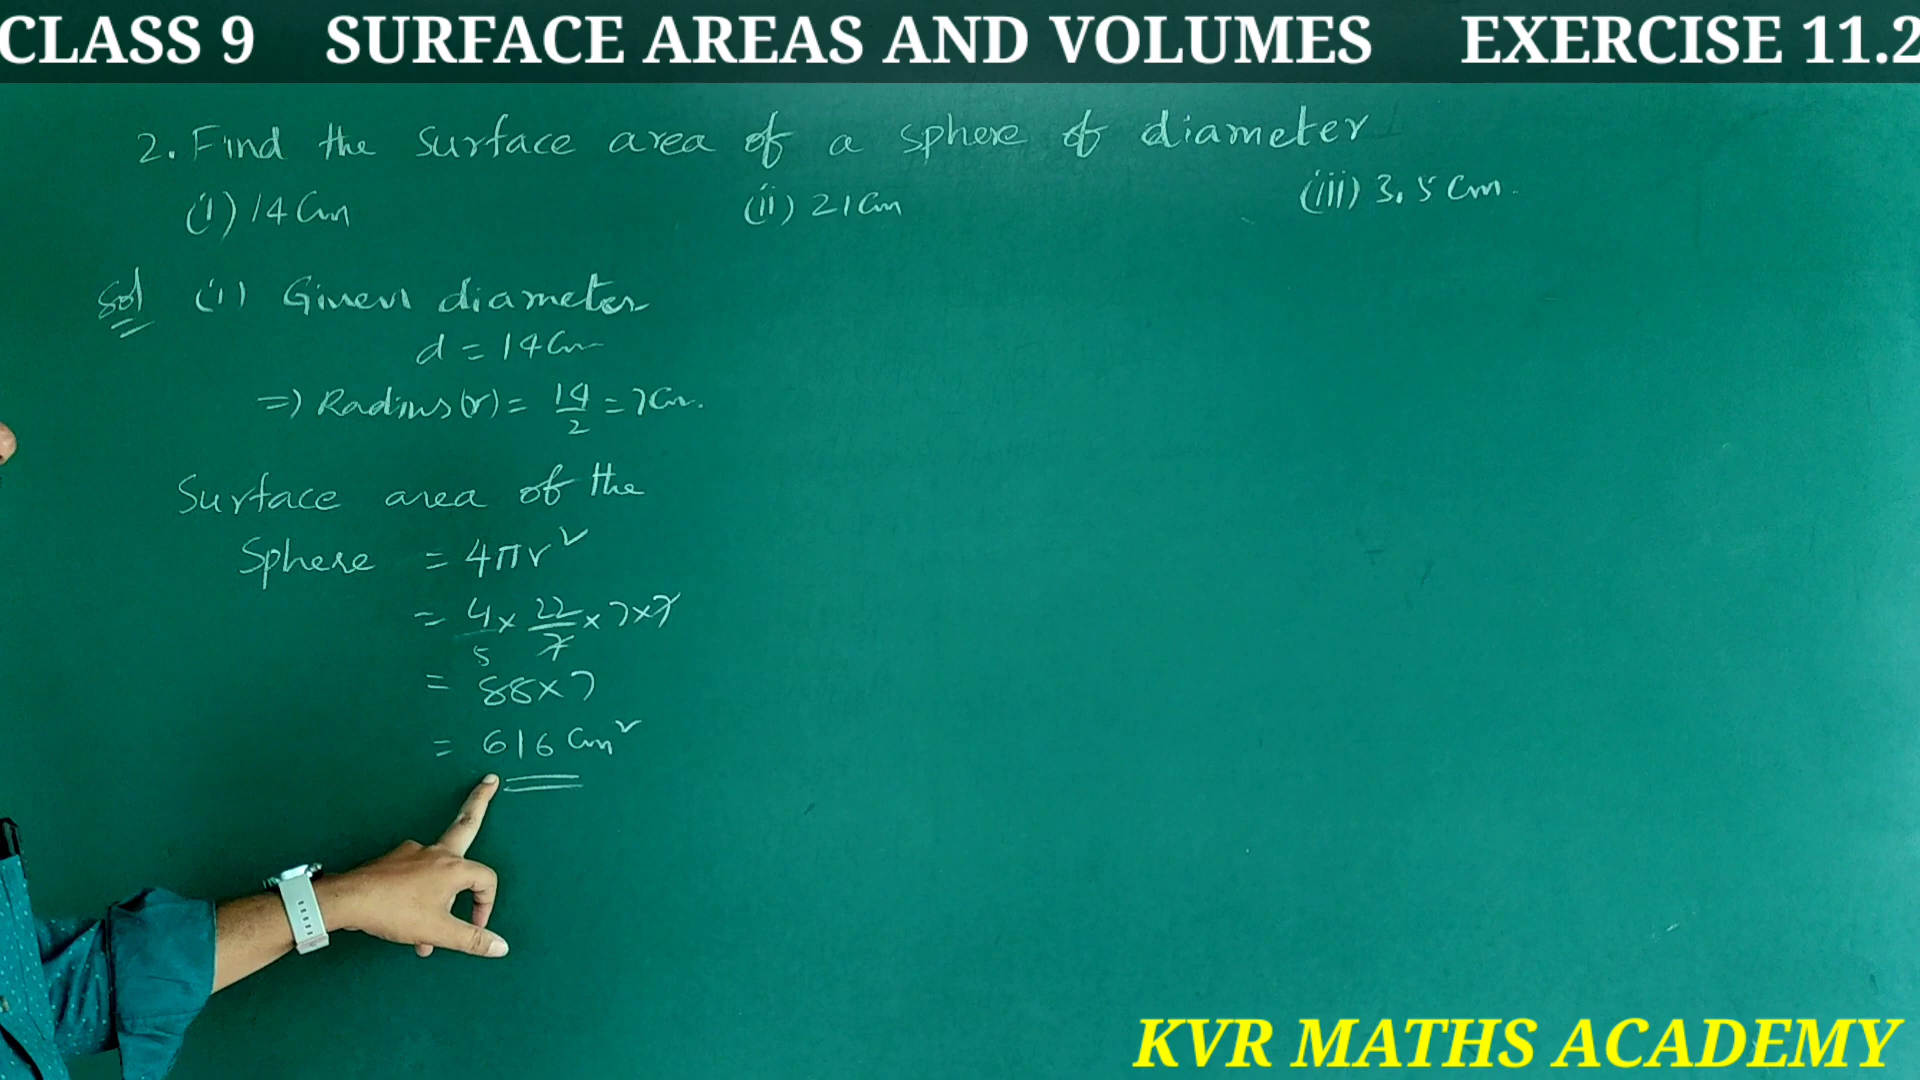 CLASS 9 SURFACE AREAS AND VOLUMES EXERCISE 11.2
2. Find the surface area of a sphere of diameter
(i) 14 Cm (ii) 21 Cm (iii) 3.5 Cm.
Sol (i) Given diameter
d = 14 Cm
=> Radius(r) = 14/2 = 7 Cm.
Surface area of the
Sphere = 4πr²
= 4 × 22/7 × 7 × 7
5
= 88 × 7
= 616 Cm²
KVR MATHS ACADEMY